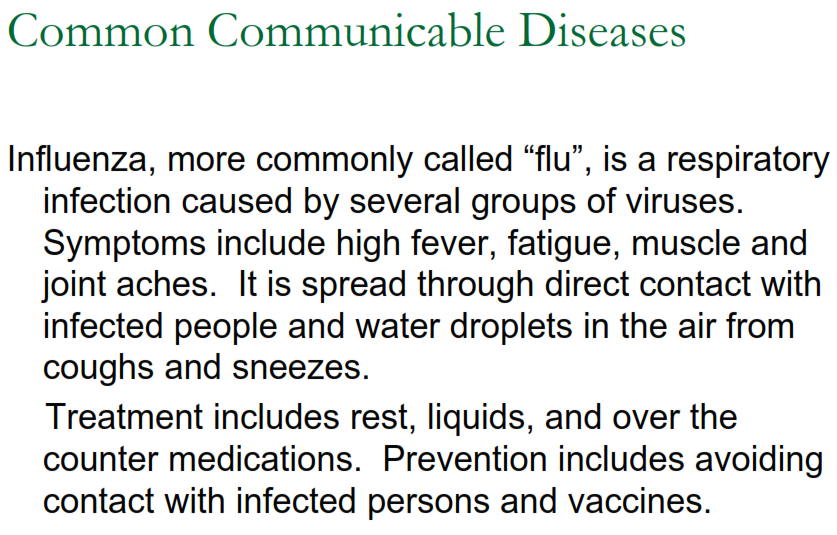 Common Communicable Diseases
Influenza, more commonly called “flu”, is a respiratory
infection caused by several groups of viruses.
Symptoms include high fever, fatigue, muscle and
joint aches.  It is spread through direct contact with
infected people and water droplets in the air from
coughs and sneezes.
Treatment includes rest, liquids, and over the
counter medications.  Prevention includes avoiding
contact with infected persons and vaccines.